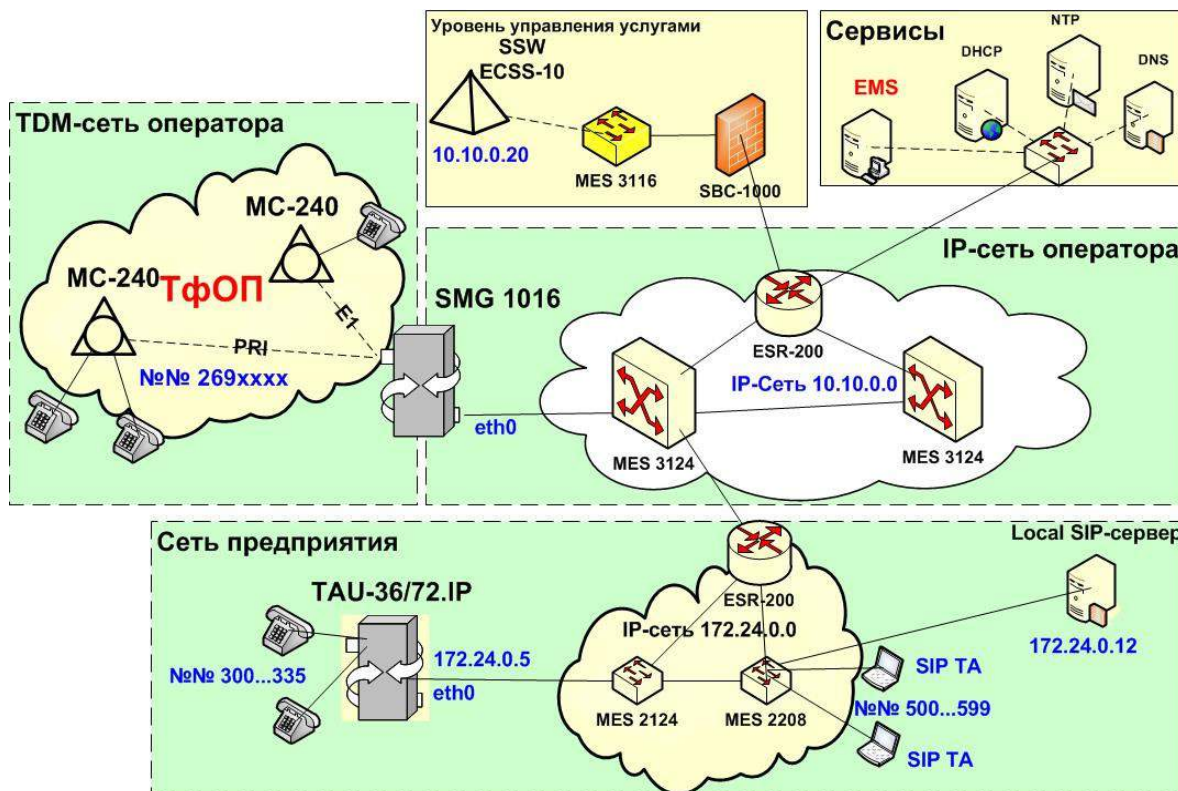 Уровень управления услугами
SSW
ECSS-10
10.10.0.20
MES 3116
SBC-1000
Сервисы
NTP
DHCP
DNS
EMS
TDM-сеть оператора
MC-240
MC-240
ТфОП
E1
PRI
№№ 269xxxx
SMG 1016
eth0
IP-сеть оператора
ESR-200
IP-Сеть 10.10.0.0
MES 3124
MES 3124
Сеть предприятия
TAU-36/72.IP
№№ 300...335
172.24.0.5
eth0
ESR-200
IP-сеть 172.24.0.0
MES 2124
MES 2208
Local SIP-сервер
172.24.0.12
SIP TA
№№ 500...599
SIP TA